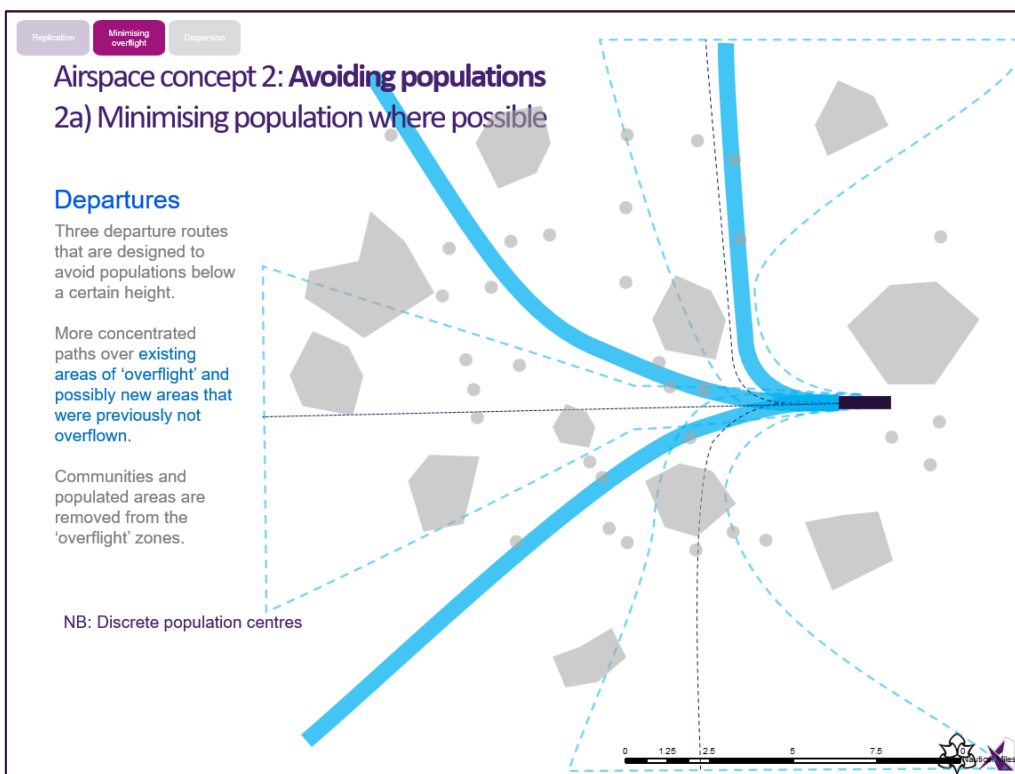 Replication
Minimising
overflight
Dispersion
Airspace concept 2: Avoiding populations
2a) Minimising population where possible
Departures
Three departure routes
that are designed to
avoid populations below
a certain height.
More concentrated
paths over existing
areas of ‘overflight’ and
possibly new areas that
were previously not
overflown.
Communities and
populated areas are
removed from the
‘overflight’ zones.
NB: Discrete population centres
0 1.25 2.5 5 7.5 0
Nautical Miles